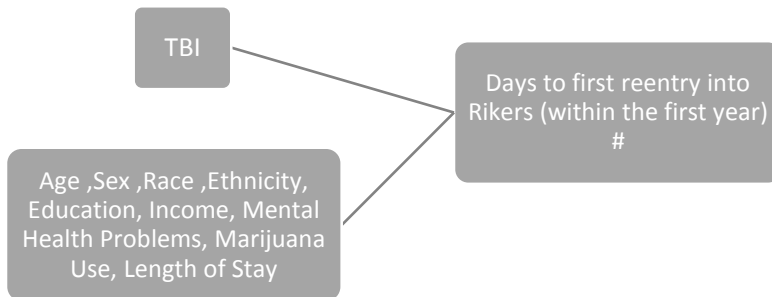 TBI
Days to first reentry into
Rikers (within the first year)
#
Age ,Sex ,Race ,Ethnicity,
Education, Income, Mental
Health Problems, Marijuana
Use, Length of Stay